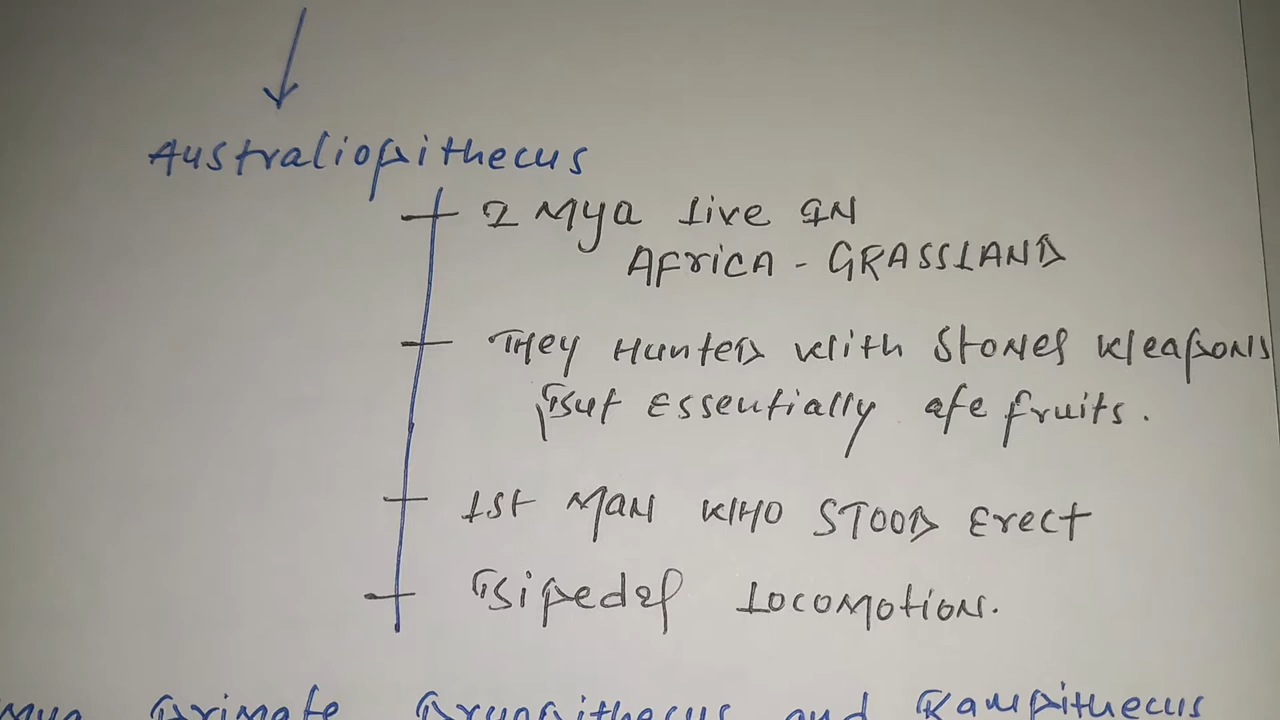 Australiopithecus
2 Mya Live IN
AFriCA - GRASSLAND
THey HunteD With StoNes Weapons
But Essentially ate fruits.
1st MAN WHO STOOD Erect
Bipedal LocoMotion.
mya Primate Dryopithecus and Ramapithecus